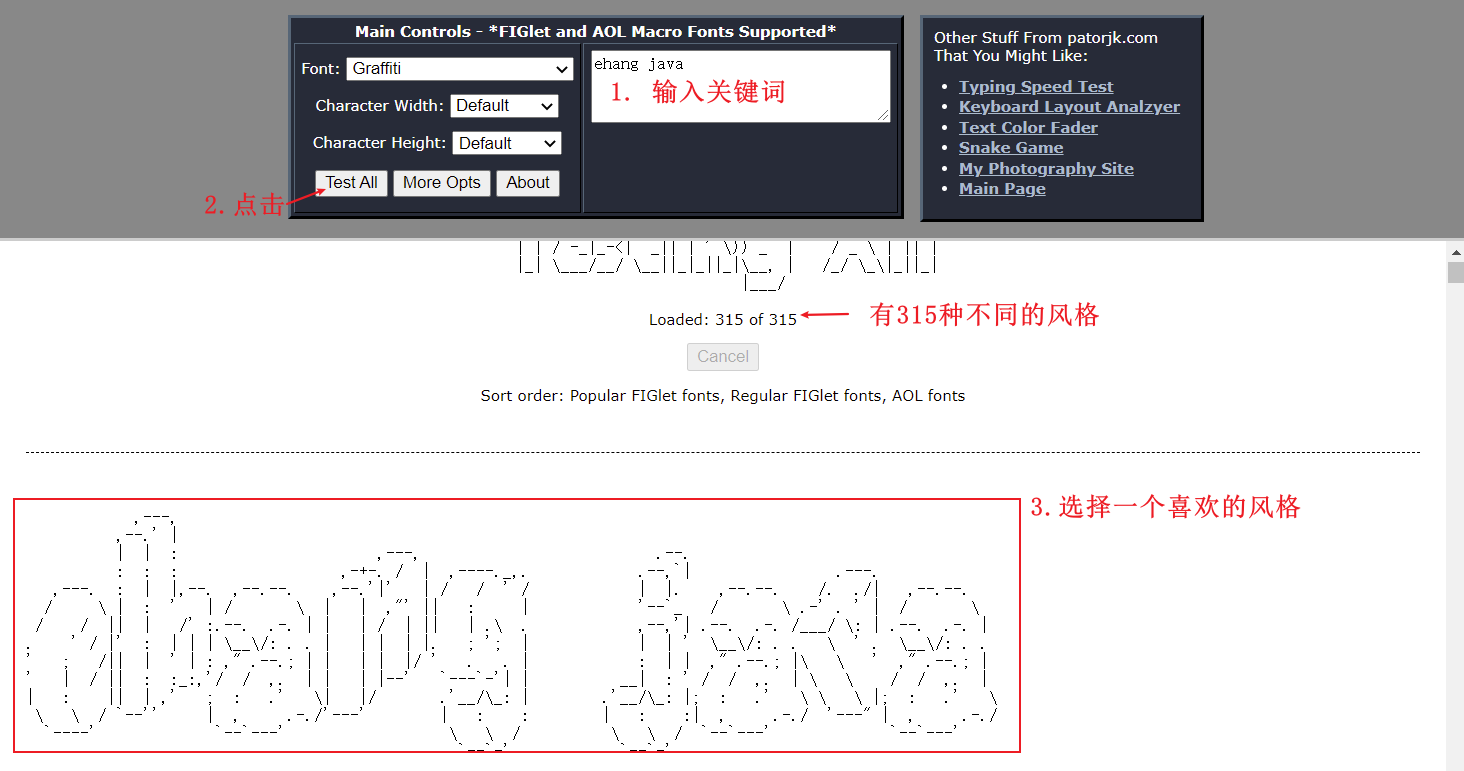 Main Controls - *FIGlet and AOL Macro Fonts Supported*
Font: Graffiti
Character Width: Default
Character Height: Default
Test All More Opts About
ehang java
1. 输入关键词
2.点击
Other Stuff From patorjk.com
That You Might Like:
Typing Speed Test
Keyboard Layout Analzyer
Text Color Fader
Snake Game
My Photography Site
Main Page
Testing All
Loaded: 315 of 315
有315种不同的风格
Cancel
Sort order: Popular FIGlet fonts, Regular FIGlet fonts, AOL fonts
3.选择一个喜欢的风格
ehang java